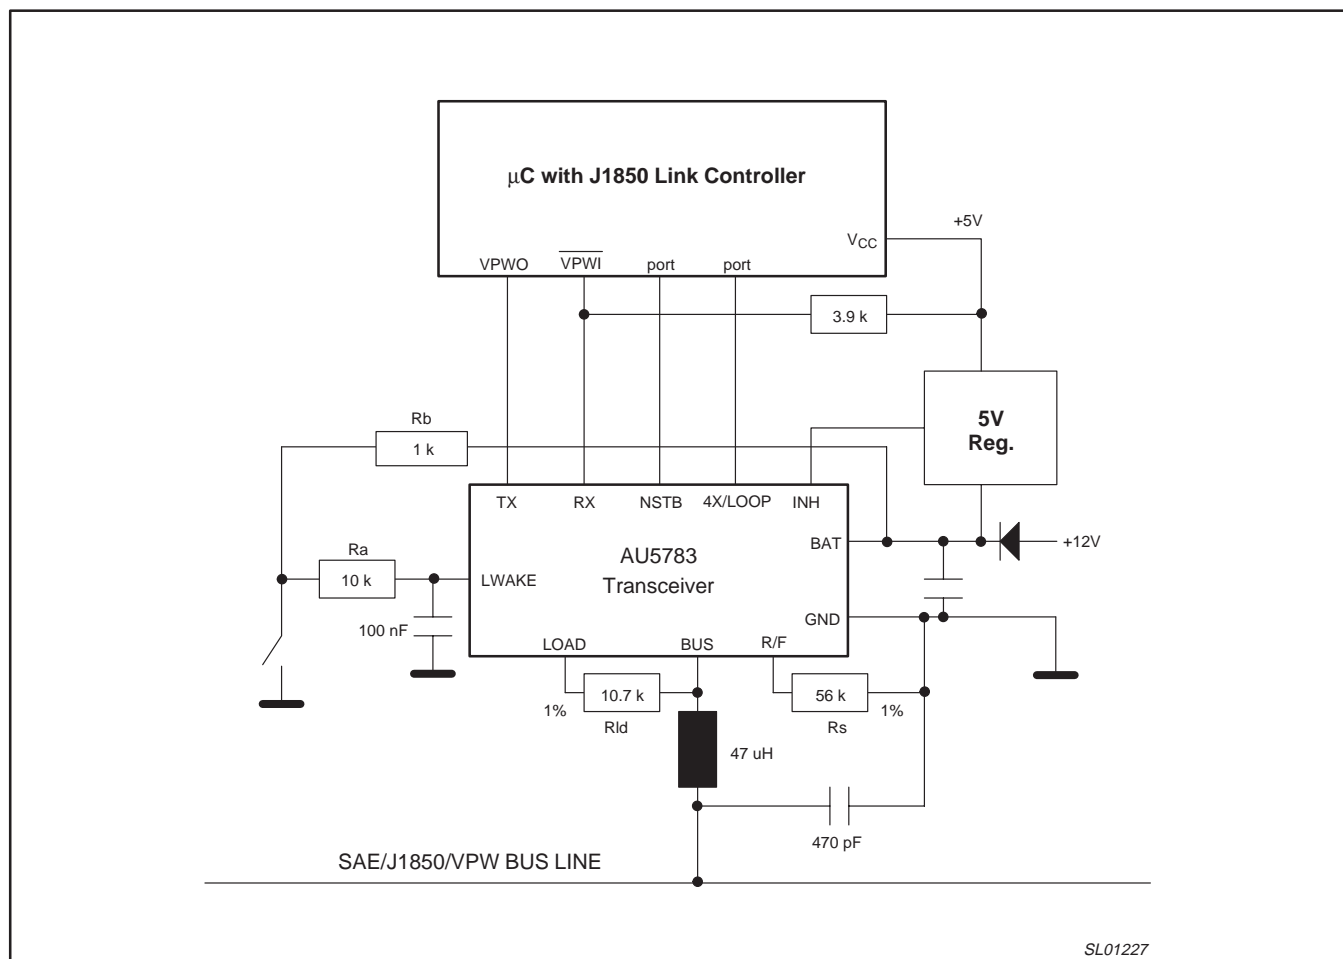 μC with J1850 Link Controller
+5V
VCC
VPWO VPWI port port
3.9 k
Rb
1 k
5V
Reg.
TX RX NSTB 4X/LOOP INH
BAT
+12V
AU5783
Transceiver
Ra
10 k
LWAKE
100 nF
GND
LOAD BUS R/F
10.7 k
56 k
1%
1%
Rld
Rs
47 uH
470 pF
SAE/J1850/VPW BUS LINE
SL01227